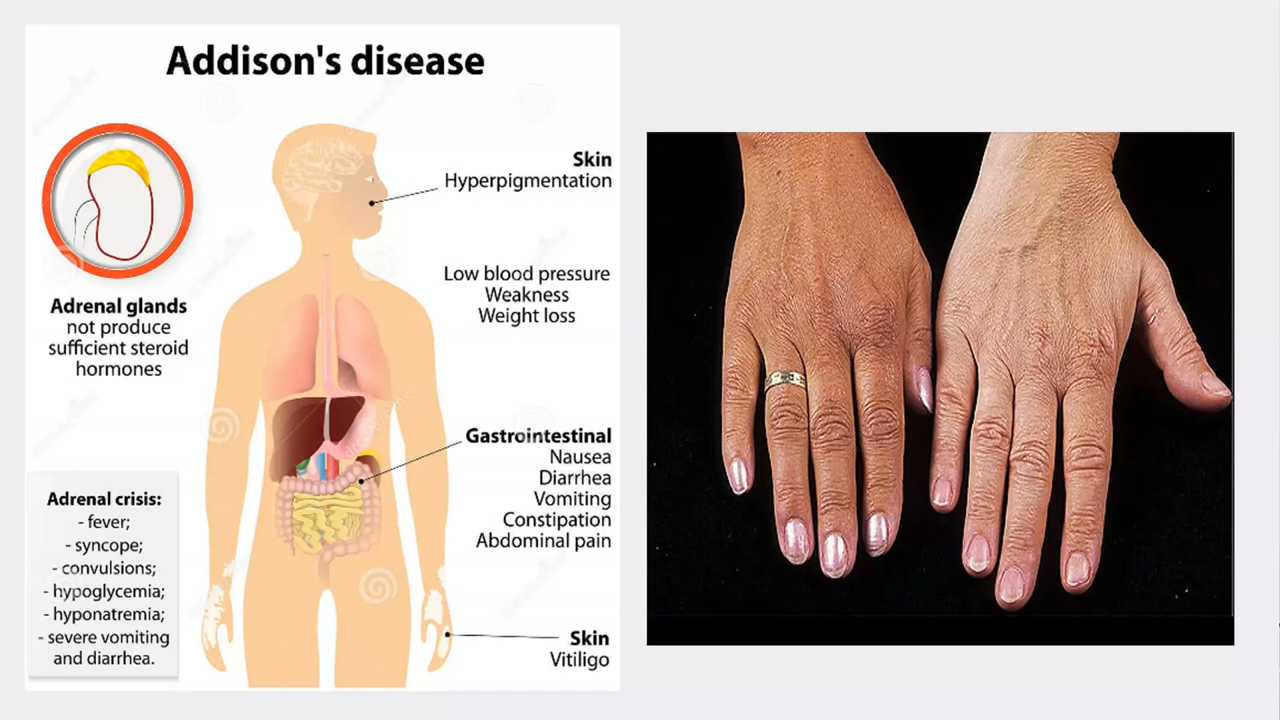 Addison's disease
Adrenal glands
not produce
sufficient steroid
hormones
Adrenal crisis:
- fever;
- syncope;
- convulsions;
- hypoglycemia;
- hyponatremia;
- severe vomiting
and diarrhea.
Skin
Hyperpigmentation
Low blood pressure
Weakness
Weight loss
Gastrointestinal
Nausea
Diarrhea
Vomiting
Constipation
Abdominal pain
Skin
Vitiligo